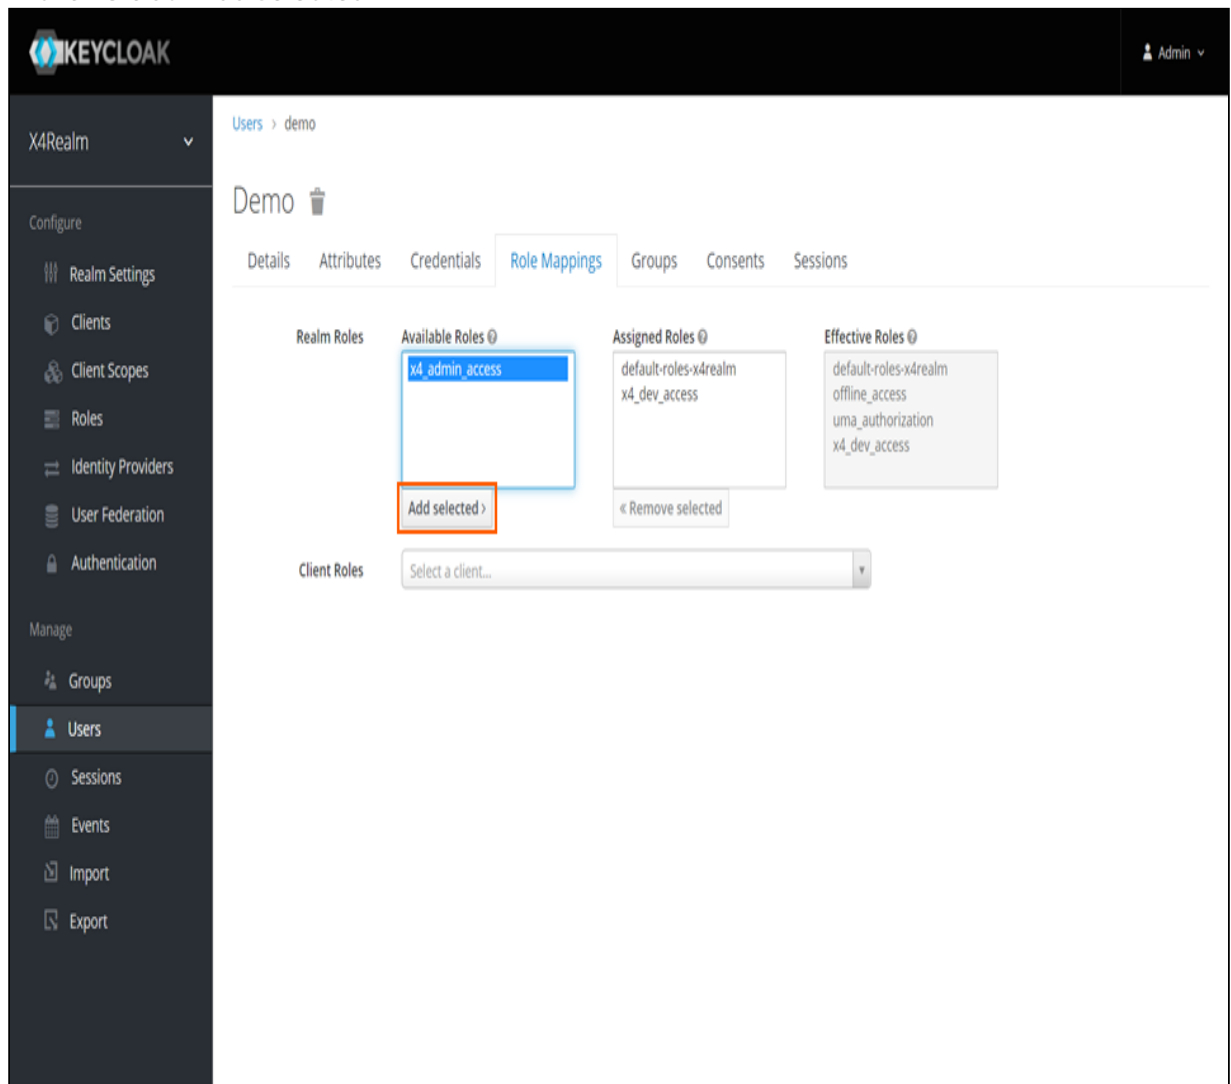 KEYCLOAK
Admin
X4Realm
Users > demo
Demo
Configure
Realm Settings
Clients
Client Scopes
Roles
Identity Providers
User Federation
Authentication
Manage
Groups
Users
Sessions
Events
Import
Export
Details Attributes Credentials Role Mappings Groups Consents Sessions
Realm Roles
Available Roles
x4_admin_access
Add selected >
Assigned Roles
default-roles-x4realm
x4_dev_access
« Remove selected
Effective Roles
default-roles-x4realm
offline_access
uma_authorization
x4_dev_access
Client Roles
Select a client...